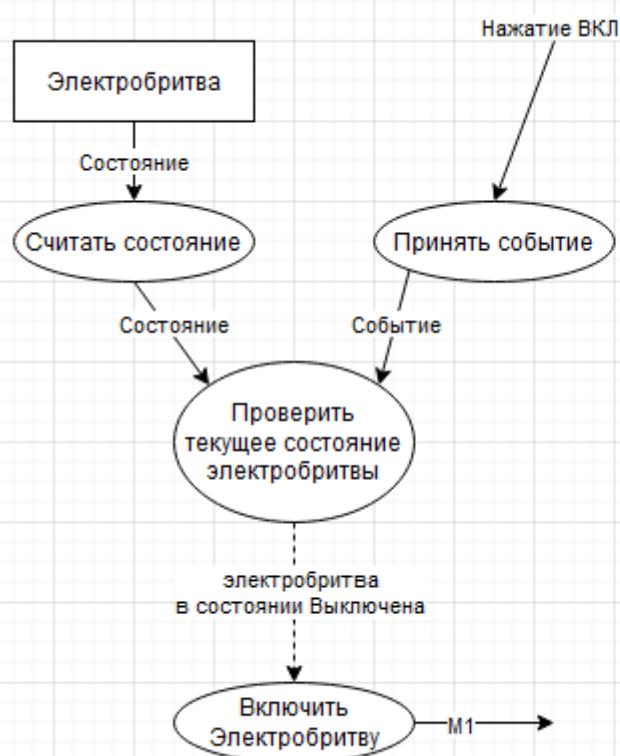 Нажатие ВКЛ
Электробритва
Состояние
Считать состояние
Принять событие
Состояние
Событие
Проверить
текущее состояние
электробритвы
электробритва
в состоянии Выключена
Включить
Электробритву
М1